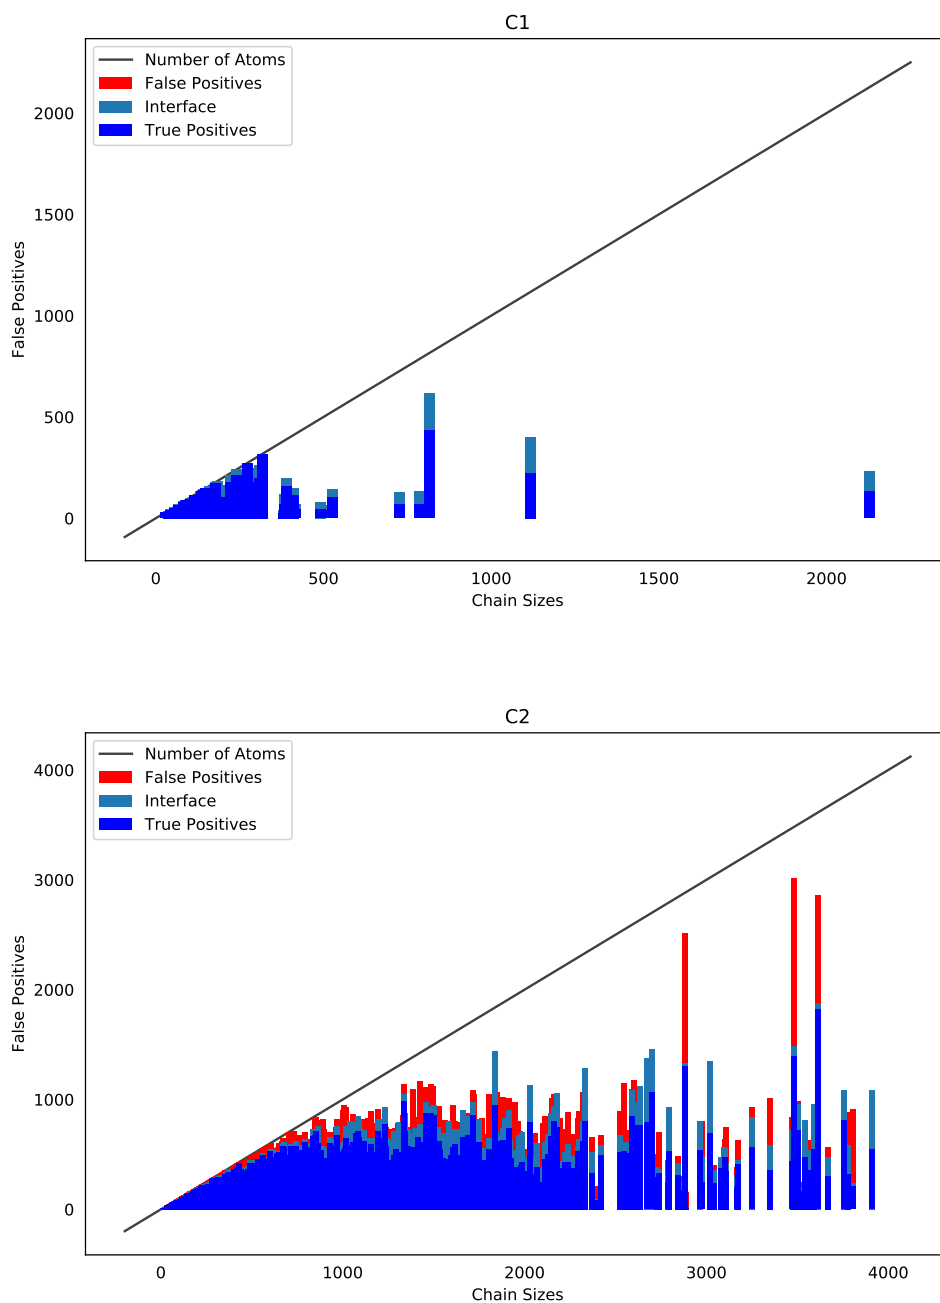 C1
Number of Atoms
False Positives
Interface
True Positives
2000
1500
1000
500
0
False Positives
0 500 1000 1500 2000
Chain Sizes
C2
Number of Atoms
False Positives
Interface
True Positives
4000
3000
2000
1000
0
False Positives
0 1000 2000 3000 4000
Chain Sizes